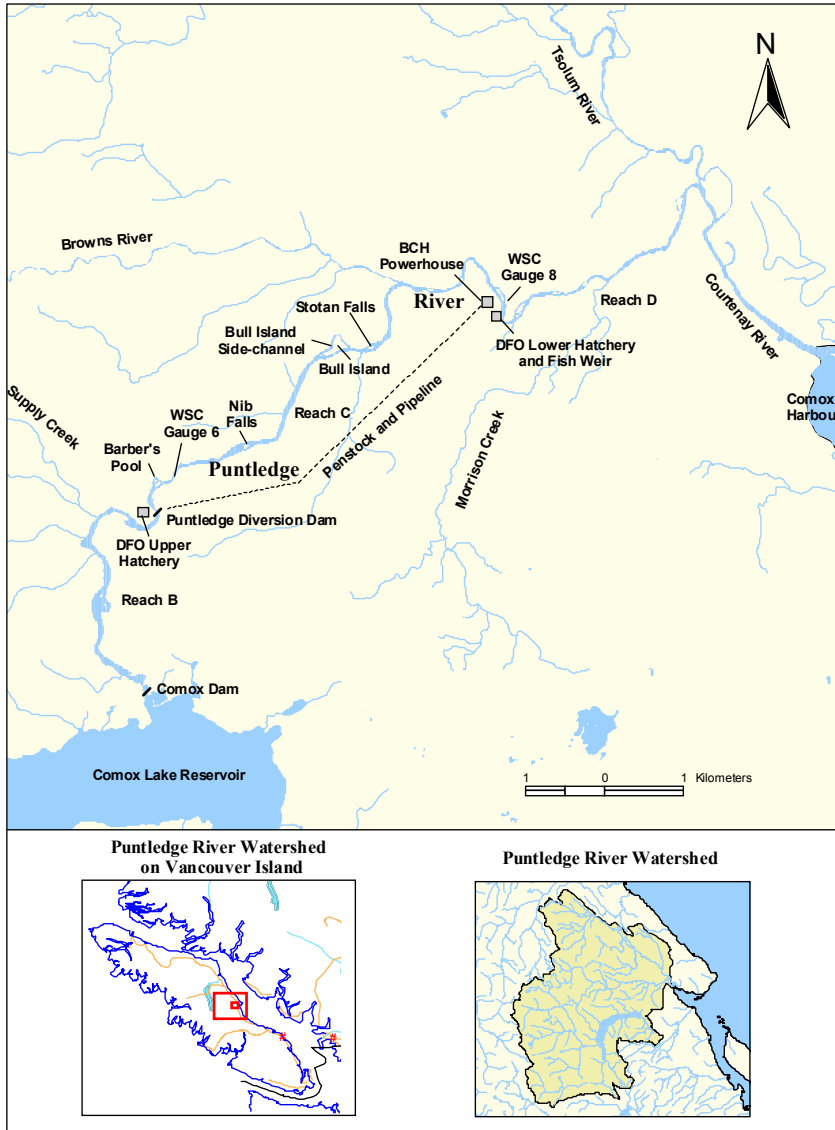 N
Tsolum River
Browns River
BCH
Powerhouse
WSC
Gauge 8
River
Stotan Falls
Reach D
Courtenay River
Bull Island
Side-channel
DFO Lower Hatchery
and Fish Weir
Bull Island
Comox
Harbou
Supply Creek
WSC
Gauge 6
Nib
Falls
Reach C
Penstock and Pipeline
Morrison Creek
Barber's
Pool
Puntledge
Puntledge Diversion Dam
DFO Upper
Hatchery
Reach B
Comox Dam
Comox Lake Reservoir
1 0 1 Kilometers
Puntledge River Watershed
on Vancouver Island
Puntledge River Watershed